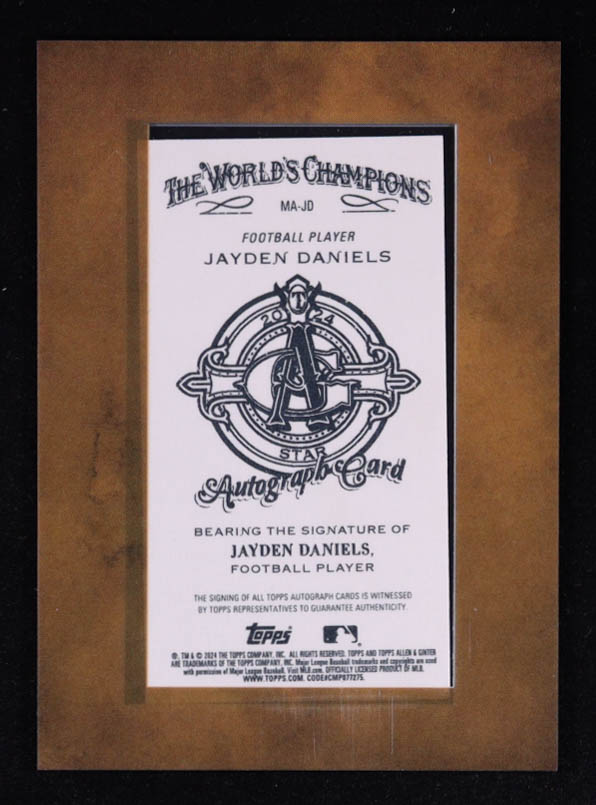 THE WORLD'S CHAMPIONS
MA-JD
FOOTBALL PLAYER
JAYDEN DANIELS
T
20 24
A&G
STAR
Autograph Card
BEARING THE SIGNATURE OF
JAYDEN DANIELS,
FOOTBALL PLAYER
THE SIGNING OF ALL TOPPS AUTOGRAPH CARDS IS WITNESSED
BY TOPPS REPRESENTATIVES TO GUARANTEE AUTHENTICITY.
topps
®, TM & © 2024 THE TOPPS COMPANY, INC. ALL RIGHTS RESERVED. TOPPS AND TOPPS ALLEN & GINTER
ARE TRADEMARKS OF THE TOPPS COMPANY, INC. Major League Baseball trademarks and copyrights are used
with permission of Major League Baseball. Visit MLB.com. OFFICIALLY LICENSED PRODUCT OF MLB.
WWW.TOPPS.COM. CODE#CMP077275.